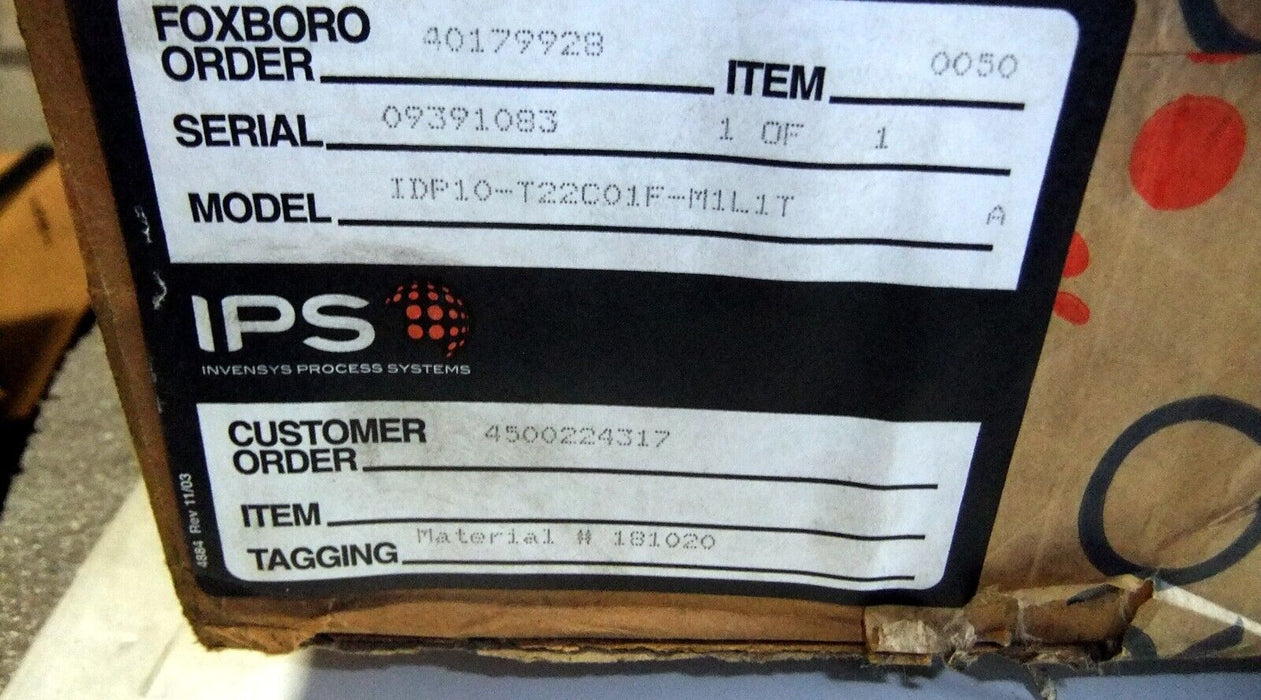 FOXBORO
ORDER 40179928 ITEM 0050
SERIAL 09391083 1 OF 1
MODEL IDP10-T22C01F-M1L1T A
IPS
INVENSYS PROCESS SYSTEMS
CUSTOMER
ORDER 4500224317
ITEM
TAGGING Material # 181020
4884 Rev 11/03